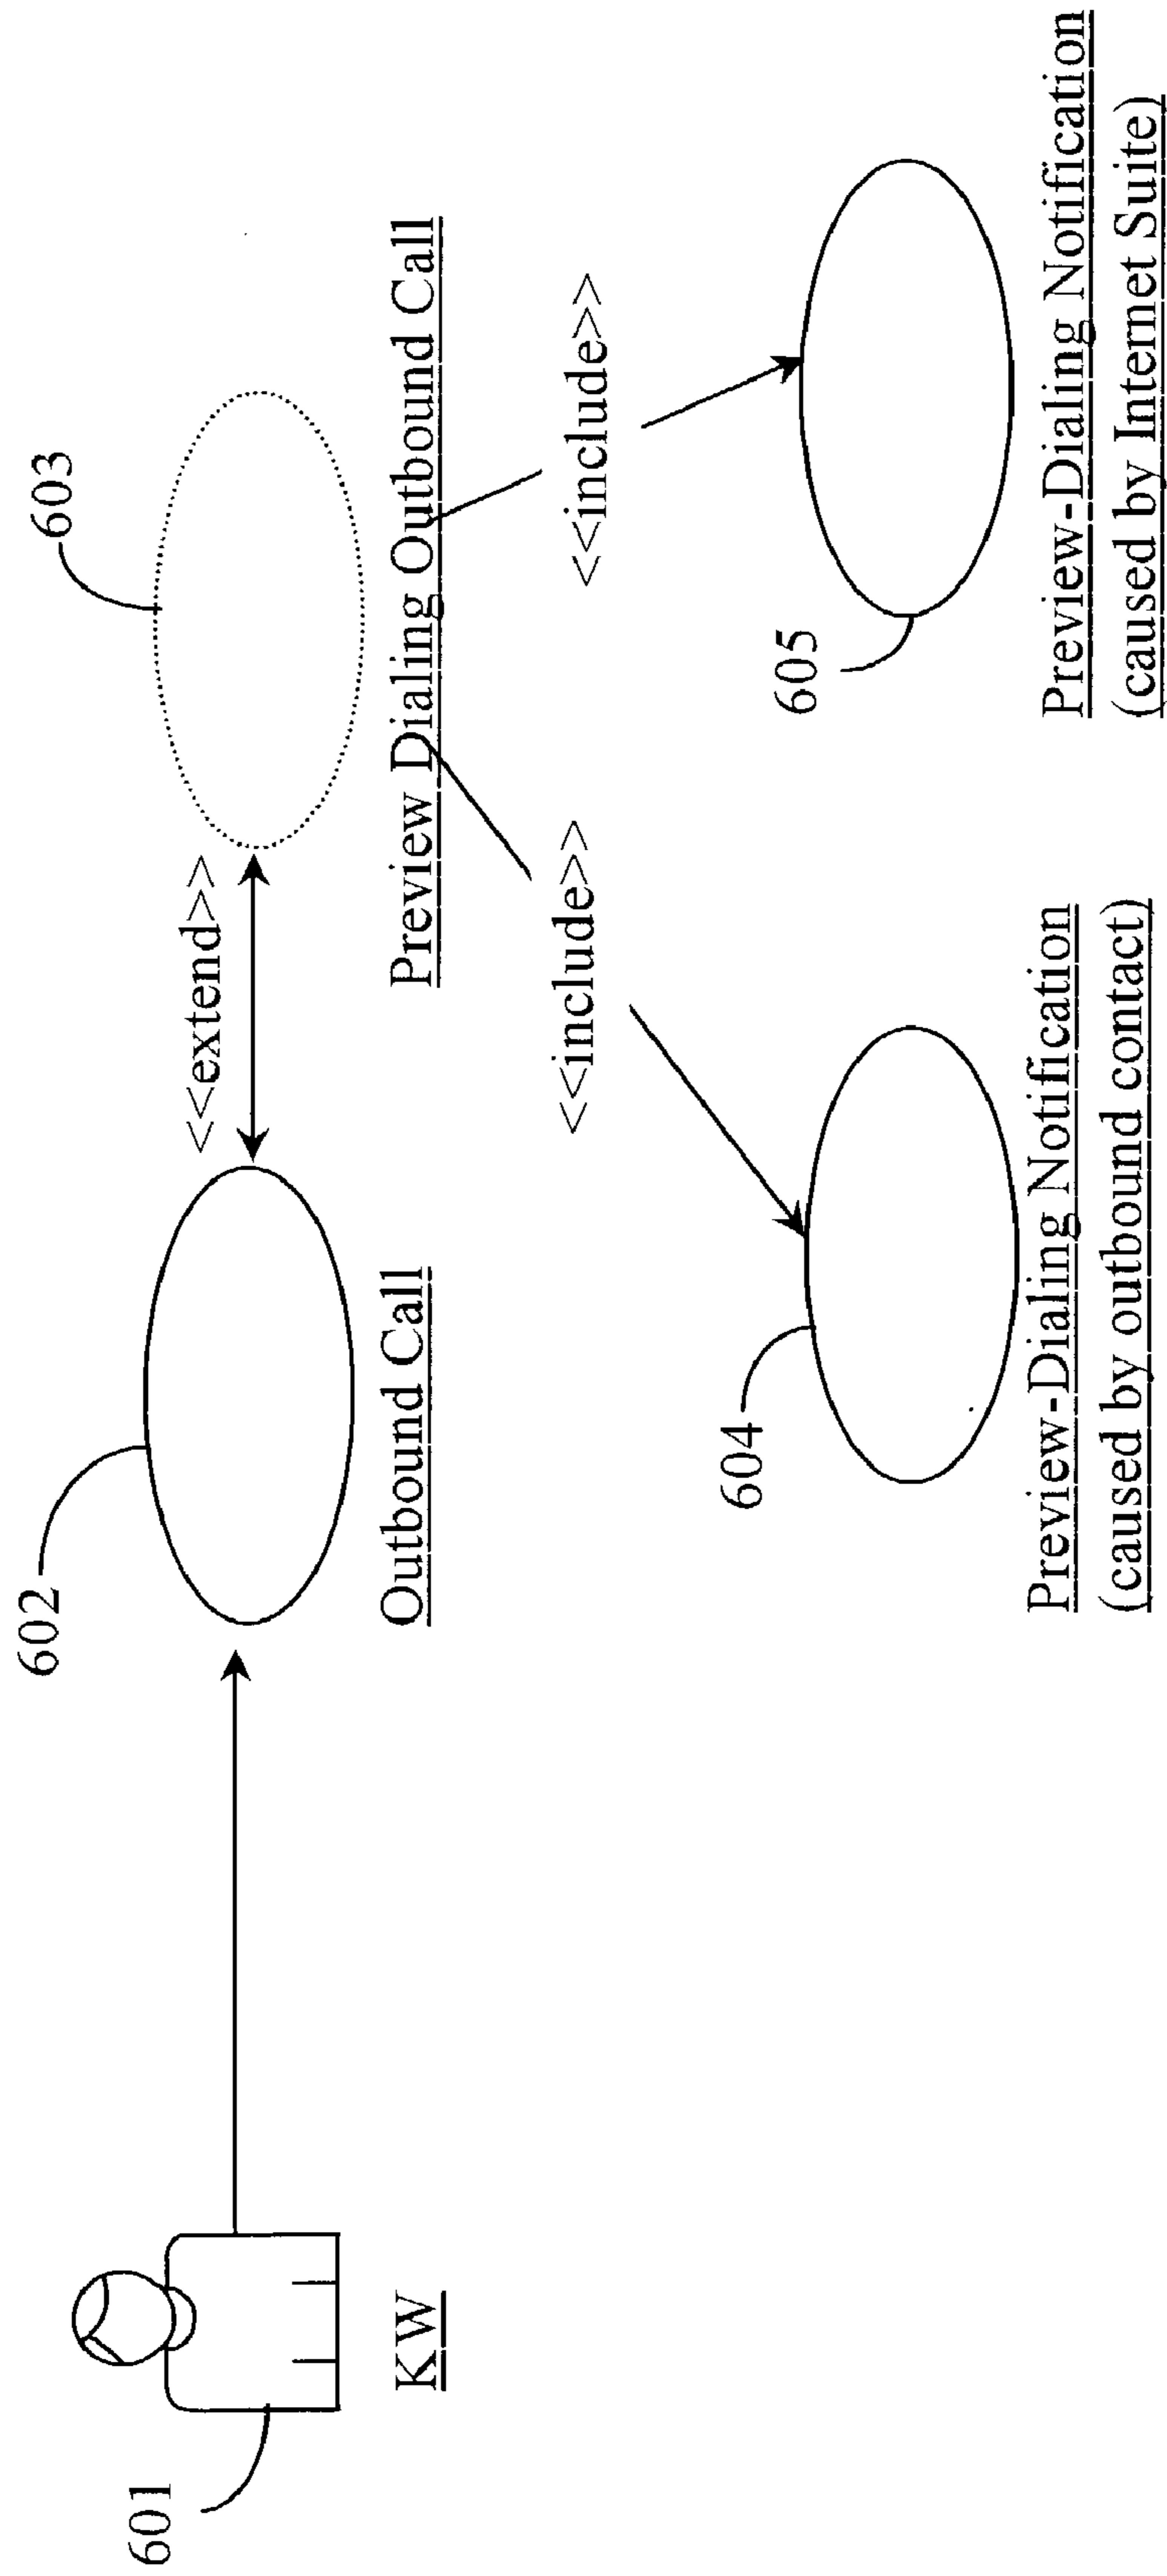 601
KW
602
Outbound Call
<<extend>>
603
Preview Dialing Outbound Call
<<include>>
<<include>>
604
Preview-Dialing Notification
(caused by outbound contact)
605
Preview-Dialing Notification
(caused by Internet Suite)